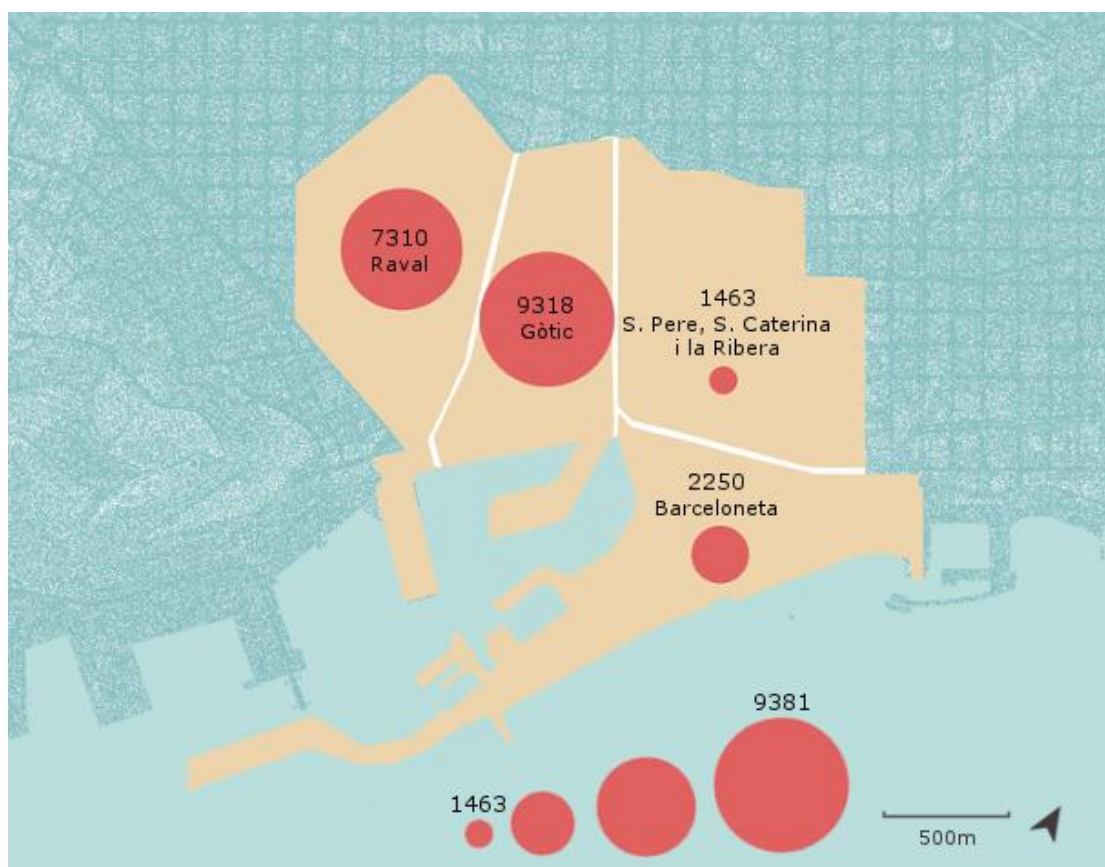 7310
Raval
9318
Gòtic
1463
S. Pere, S. Caterina
i la Ribera
2250
Barceloneta
9381
1463
500m